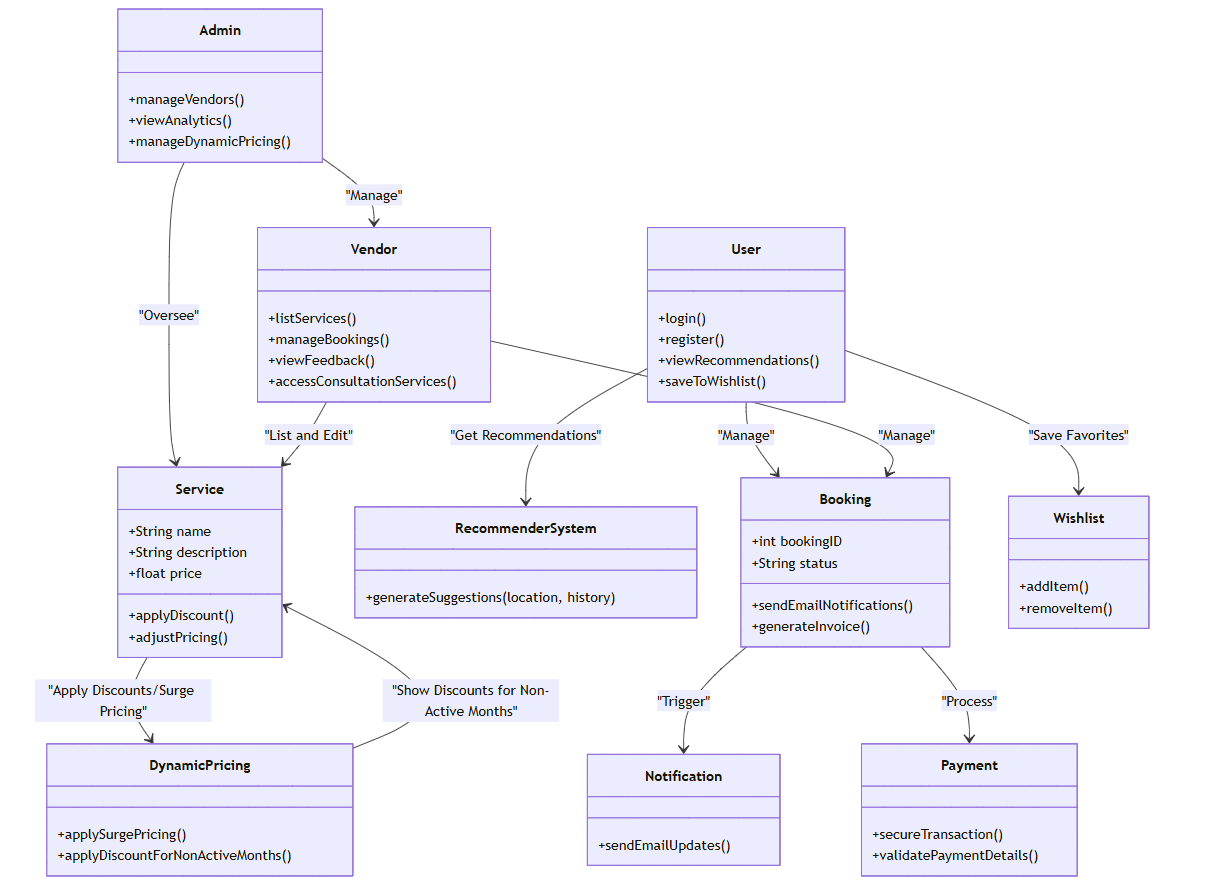 Admin
+manageVendors()
+viewAnalytics()
+manageDynamicPricing()
"Manage"
"Oversee"
Vendor
+listServices()
+manageBookings()
+viewFeedback()
+accessConsultationServices()
User
+login()
+register()
+viewRecommendations()
+saveToWishlist()
"List and Edit"
"Get Recommendations"
"Manage"
"Manage"
"Save Favorites"
Service
+String name
+String description
+float price
+applyDiscount()
+adjustPricing()
RecommenderSystem
+generateSuggestions(location, history)
Booking
+int bookingID
+String status
+sendEmailNotifications()
+generateInvoice()
Wishlist
+addItem()
+removeItem()
"Apply Discounts/Surge
Pricing"
"Show Discounts for Non-
Active Months"
"Trigger"
"Process"
DynamicPricing
+applySurgePricing()
+applyDiscountForNonActiveMonths()
Notification
+sendEmailUpdates()
Payment
+secureTransaction()
+validatePaymentDetails()